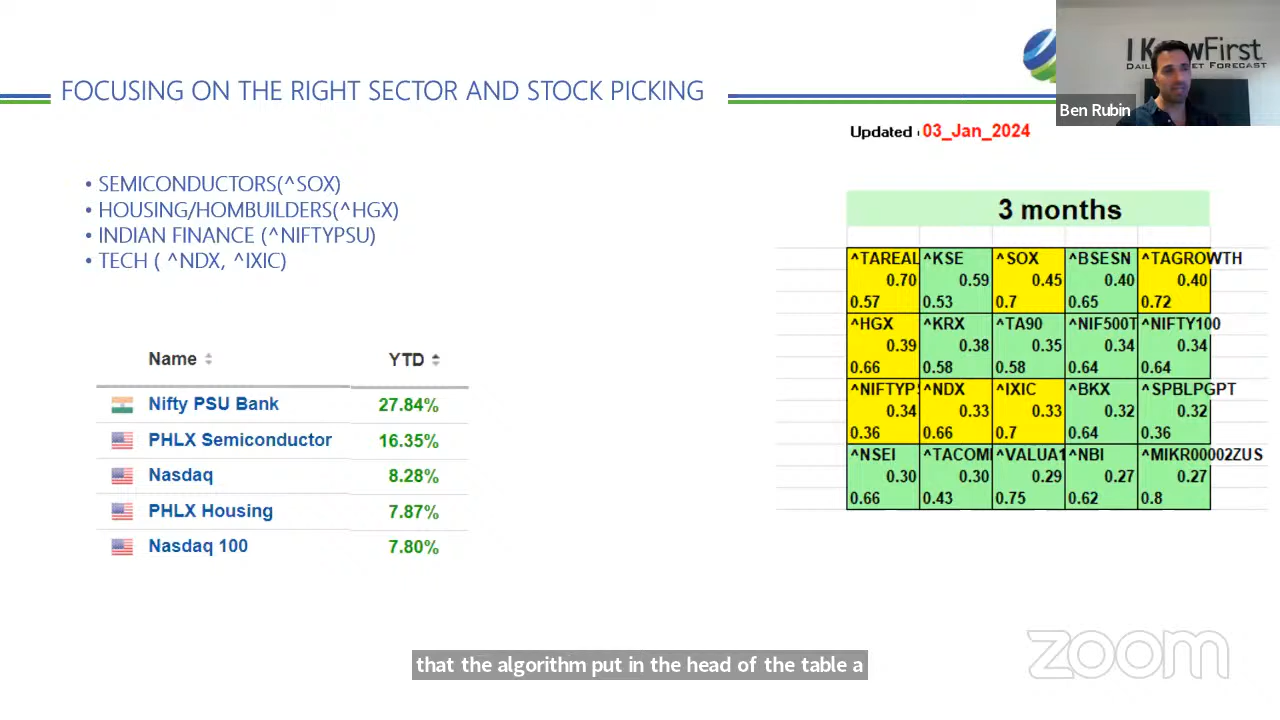 I KnowFirst
DAILY MARKET FORECAST
Ben Rubin
FOCUSING ON THE RIGHT SECTOR AND STOCK PICKING
Updated : 03_Jan_2024
• SEMICONDUCTORS(^SOX)
• HOUSING/HOMBUILDERS(^HGX)
• INDIAN FINANCE (^NIFTYPSU)
• TECH ( ^NDX, ^IXIC)
Name YTD
Nifty PSU Bank 27.84%
PHLX Semiconductor 16.35%
Nasdaq 8.28%
PHLX Housing 7.87%
Nasdaq 100 7.80%
3 months
^TAREAL ^KSE ^SOX ^BSESN ^TAGROWTH
0.70 0.59 0.45 0.40 0.40
0.57 0.53 0.7 0.65 0.72
^HGX ^KRX ^TA90 ^NIF500T ^NIFTY100
0.39 0.38 0.35 0.34 0.34
0.66 0.58 0.58 0.64 0.64
^NIFTYP ^NDX ^IXIC ^BKX ^SPBLPGPT
0.34 0.33 0.33 0.32 0.32
0.36 0.66 0.7 0.64 0.36
^NSEI ^TACOM ^VALUA1 ^NBI ^MIKR00002ZUS
0.30 0.30 0.29 0.27 0.27
0.66 0.43 0.75 0.62 0.8
that the algorithm put in the head of the table a
zoom